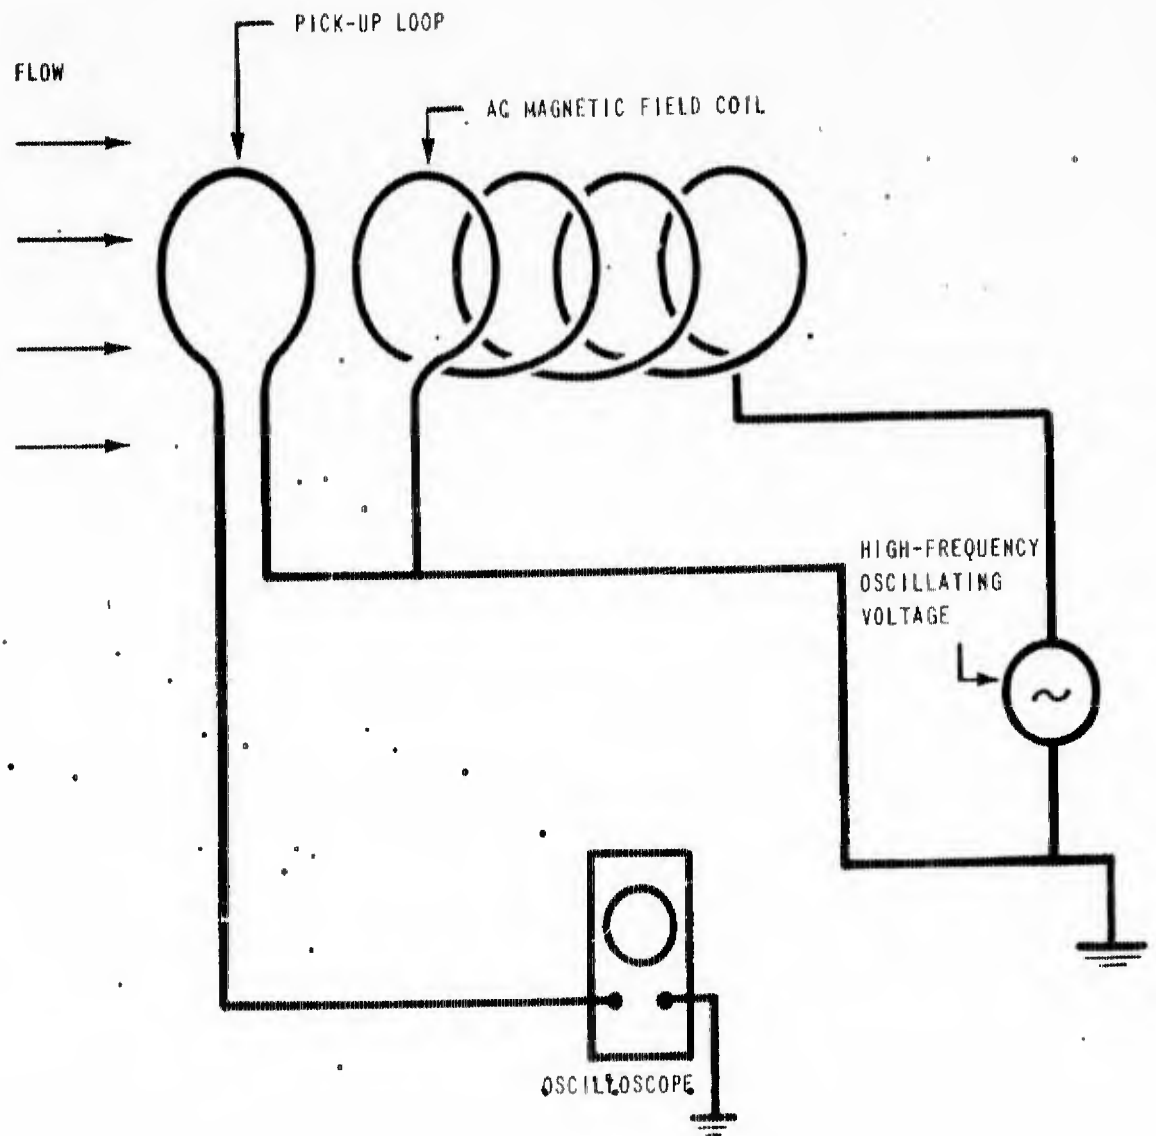 PICK-UP LOOP
FLOW
AC MAGNETIC FIELD COIL
HIGH-FREQUENCY
OSCILLATING
VOLTAGE
~
OSCILLOSCOPE